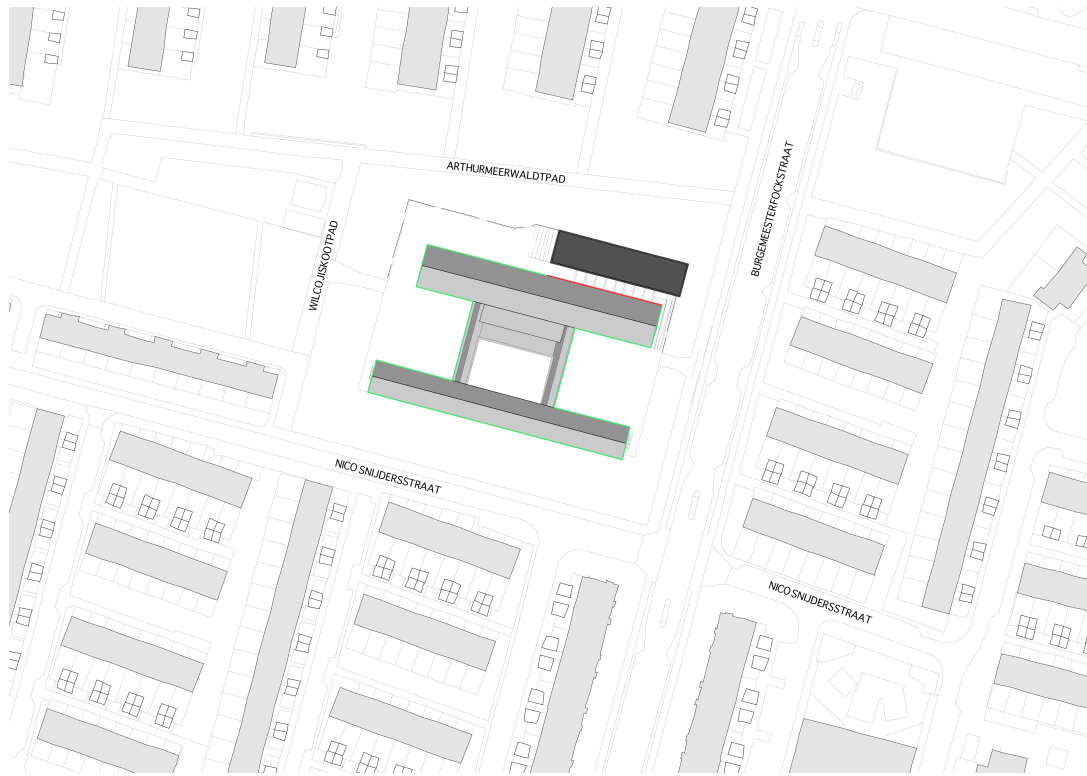 ARTHURMEERWALDTPAD
BURGEMEESTERFOCKSTRAAT
WILCOJISKOOTPAD
NICO SNIJDERSSTRAAT
NICO SNIJDERSSTRAAT